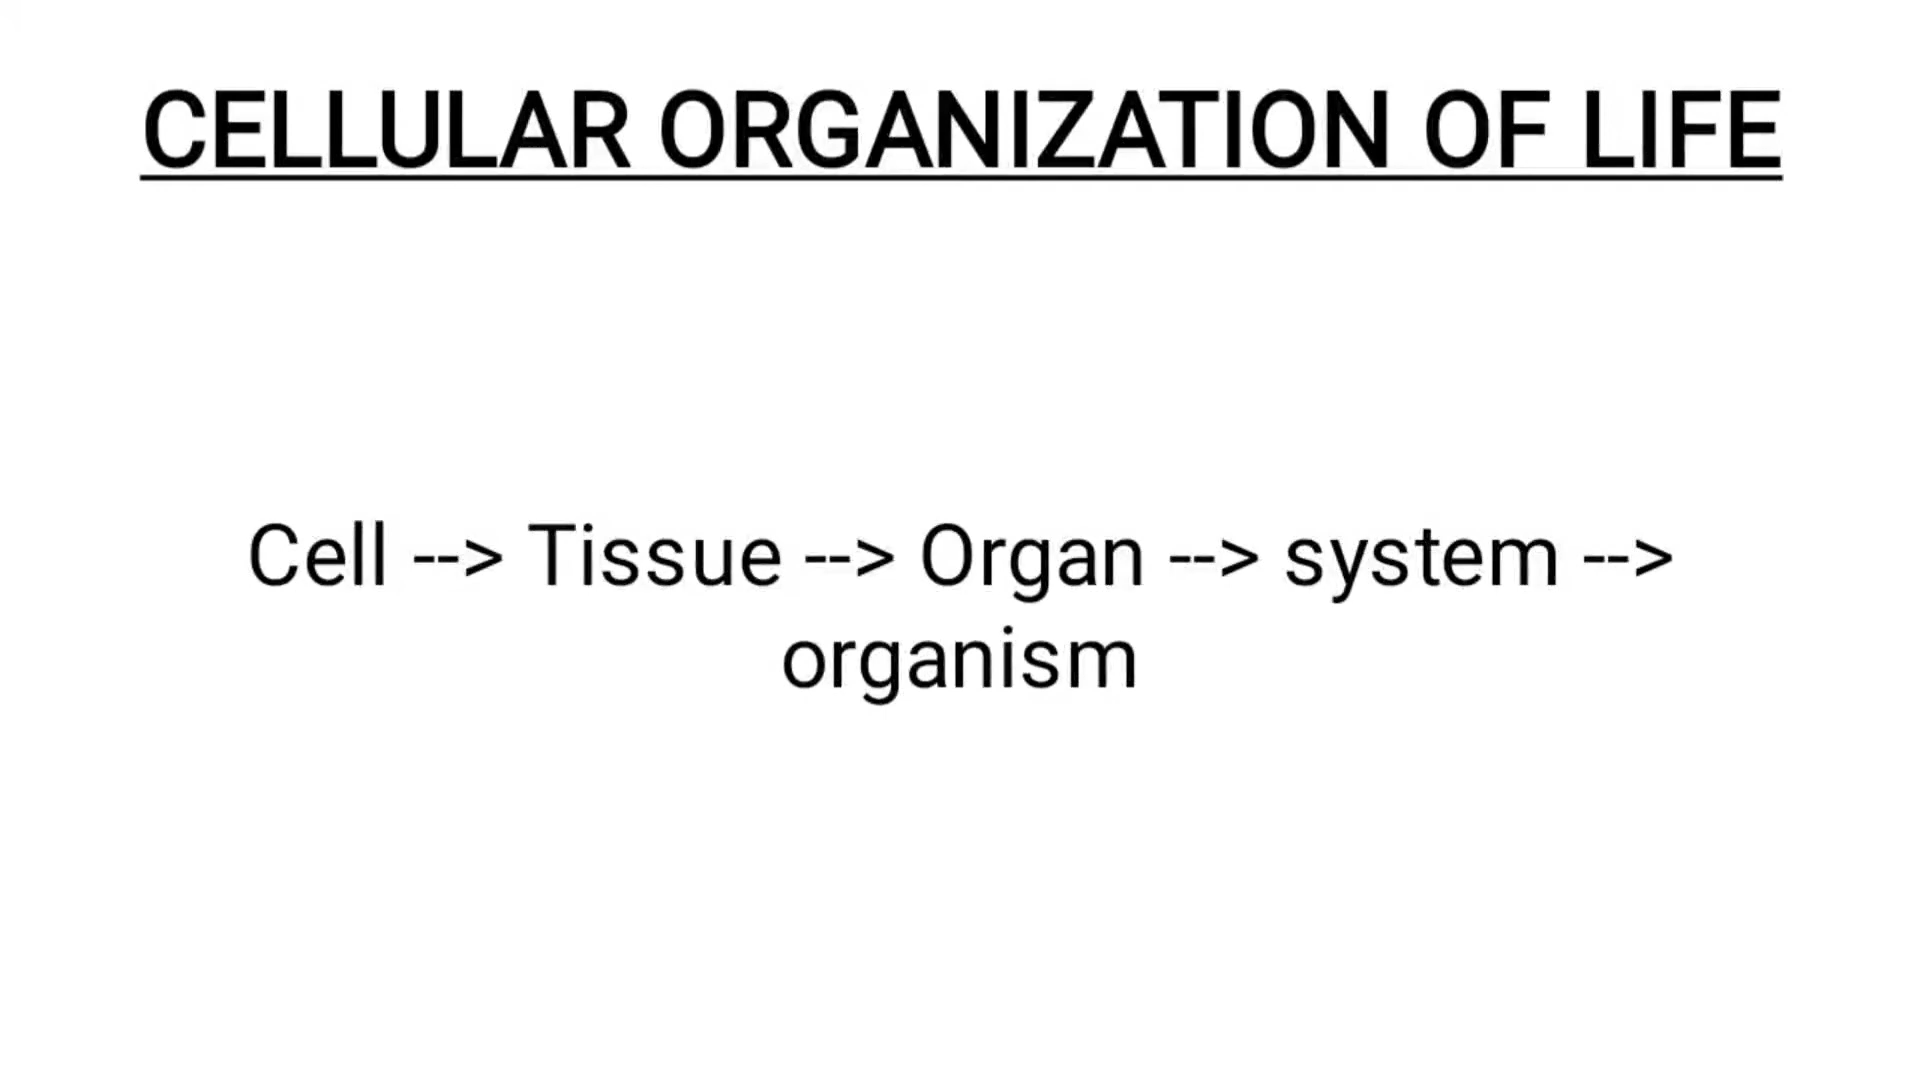 CELLULAR ORGANIZATION OF LIFE
Cell --> Tissue --> Organ --> system -->
organism